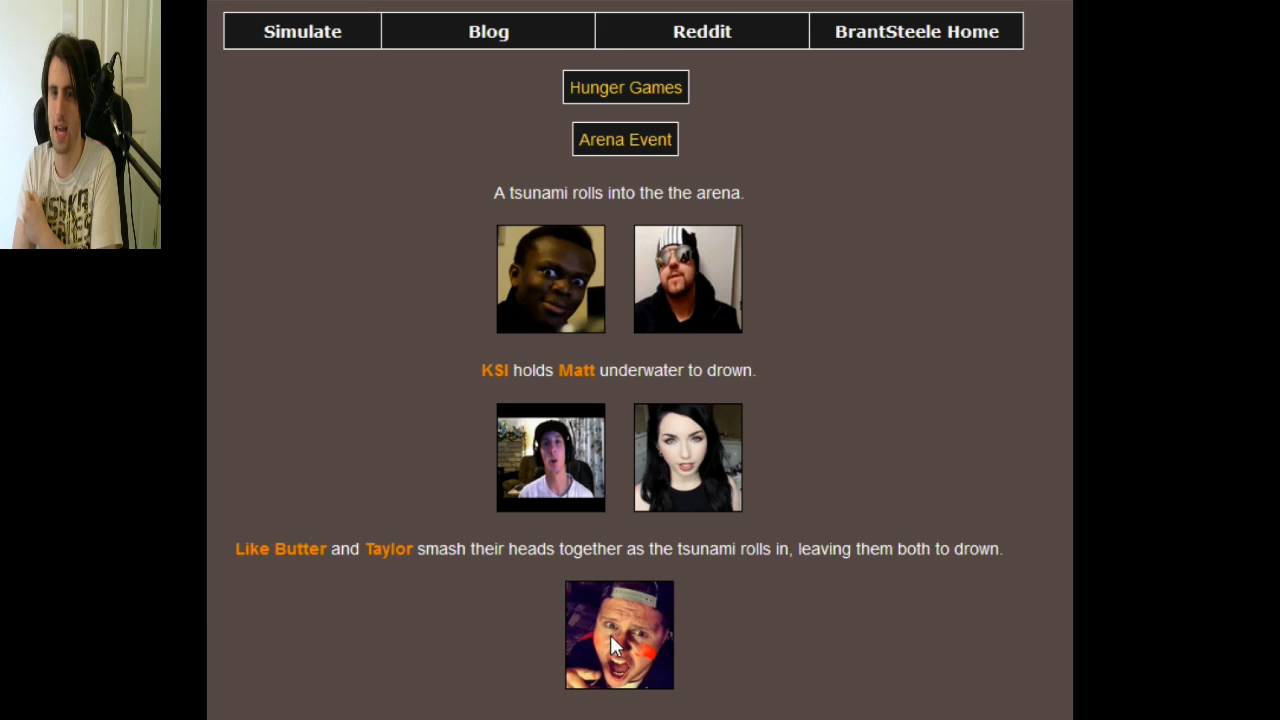 Simulate Blog Reddit BrantSteele Home
Hunger Games
Arena Event
A tsunami rolls into the the arena.
KSI holds Matt underwater to drown.
Like Butter and Taylor smash their heads together as the tsunami rolls in, leaving them both to drown.